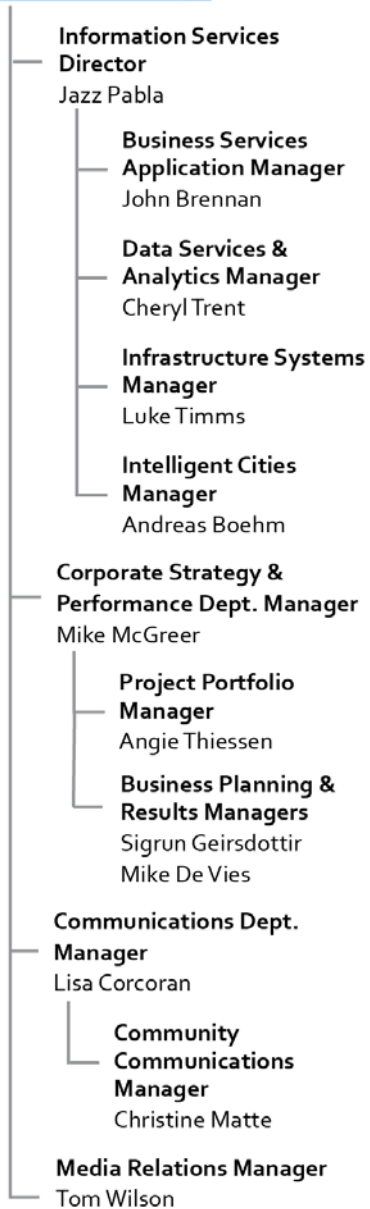 Information Services
Director
Jazz Pabla
Business Services
Application Manager
John Brennan
Data Services &
Analytics Manager
Cheryl Trent
Infrastructure Systems
Manager
Luke Timms
Intelligent Cities
Manager
Andreas Boehm
Corporate Strategy &
Performance Dept. Manager
Mike McGreer
Project Portfolio
Manager
Angie Thiessen
Business Planning &
Results Managers
Sigrun Geirsdottir
Mike De Vies
Communications Dept.
Manager
Lisa Corcoran
Community
Communications
Manager
Christine Matte
Media Relations Manager
Tom Wilson